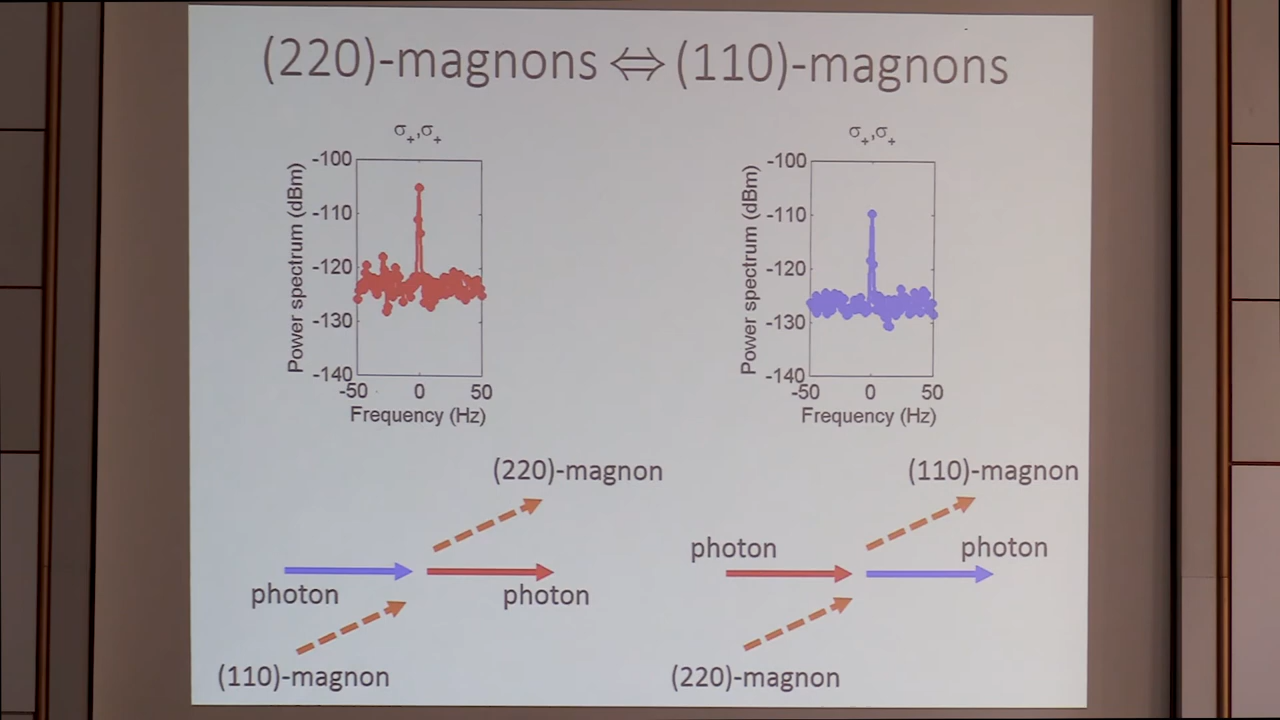 (220)-magnons ⇔ (110)-magnons
σ₊,σ₊
-100
-110
-120
-130
-140
Power spectrum (dBm)
-50 0 50
Frequency (Hz)
σ₊,σ₊
-100
-110
-120
-130
-140
Power spectrum (dBm)
-50 0 50
Frequency (Hz)
(220)-magnon
photon
photon
(110)-magnon
(110)-magnon
photon
photon
(220)-magnon